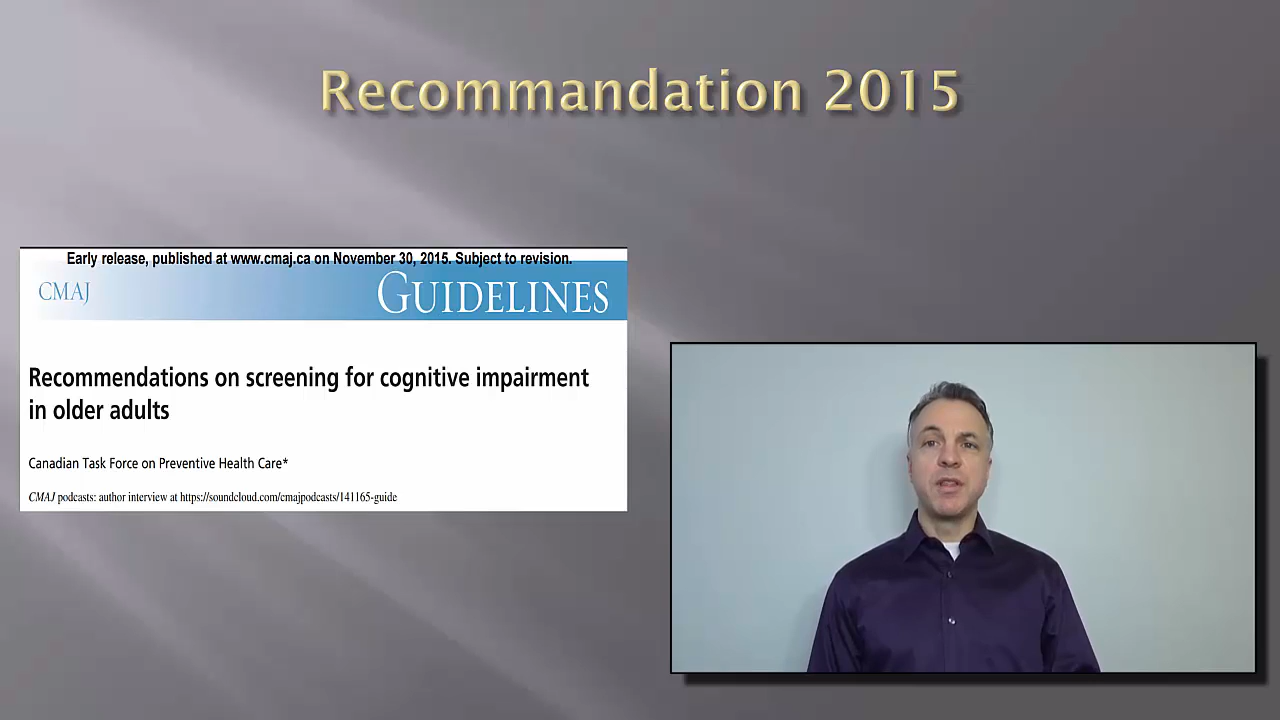 Recommandation 2015
Early release, published at www.cmaj.ca on November 30, 2015. Subject to revision.
CMAJ
GUIDELINES
Recommendations on screening for cognitive impairment
in older adults
Canadian Task Force on Preventive Health Care*
CMAJ podcasts: author interview at https://soundcloud.com/cmajpodcasts/141165-guide